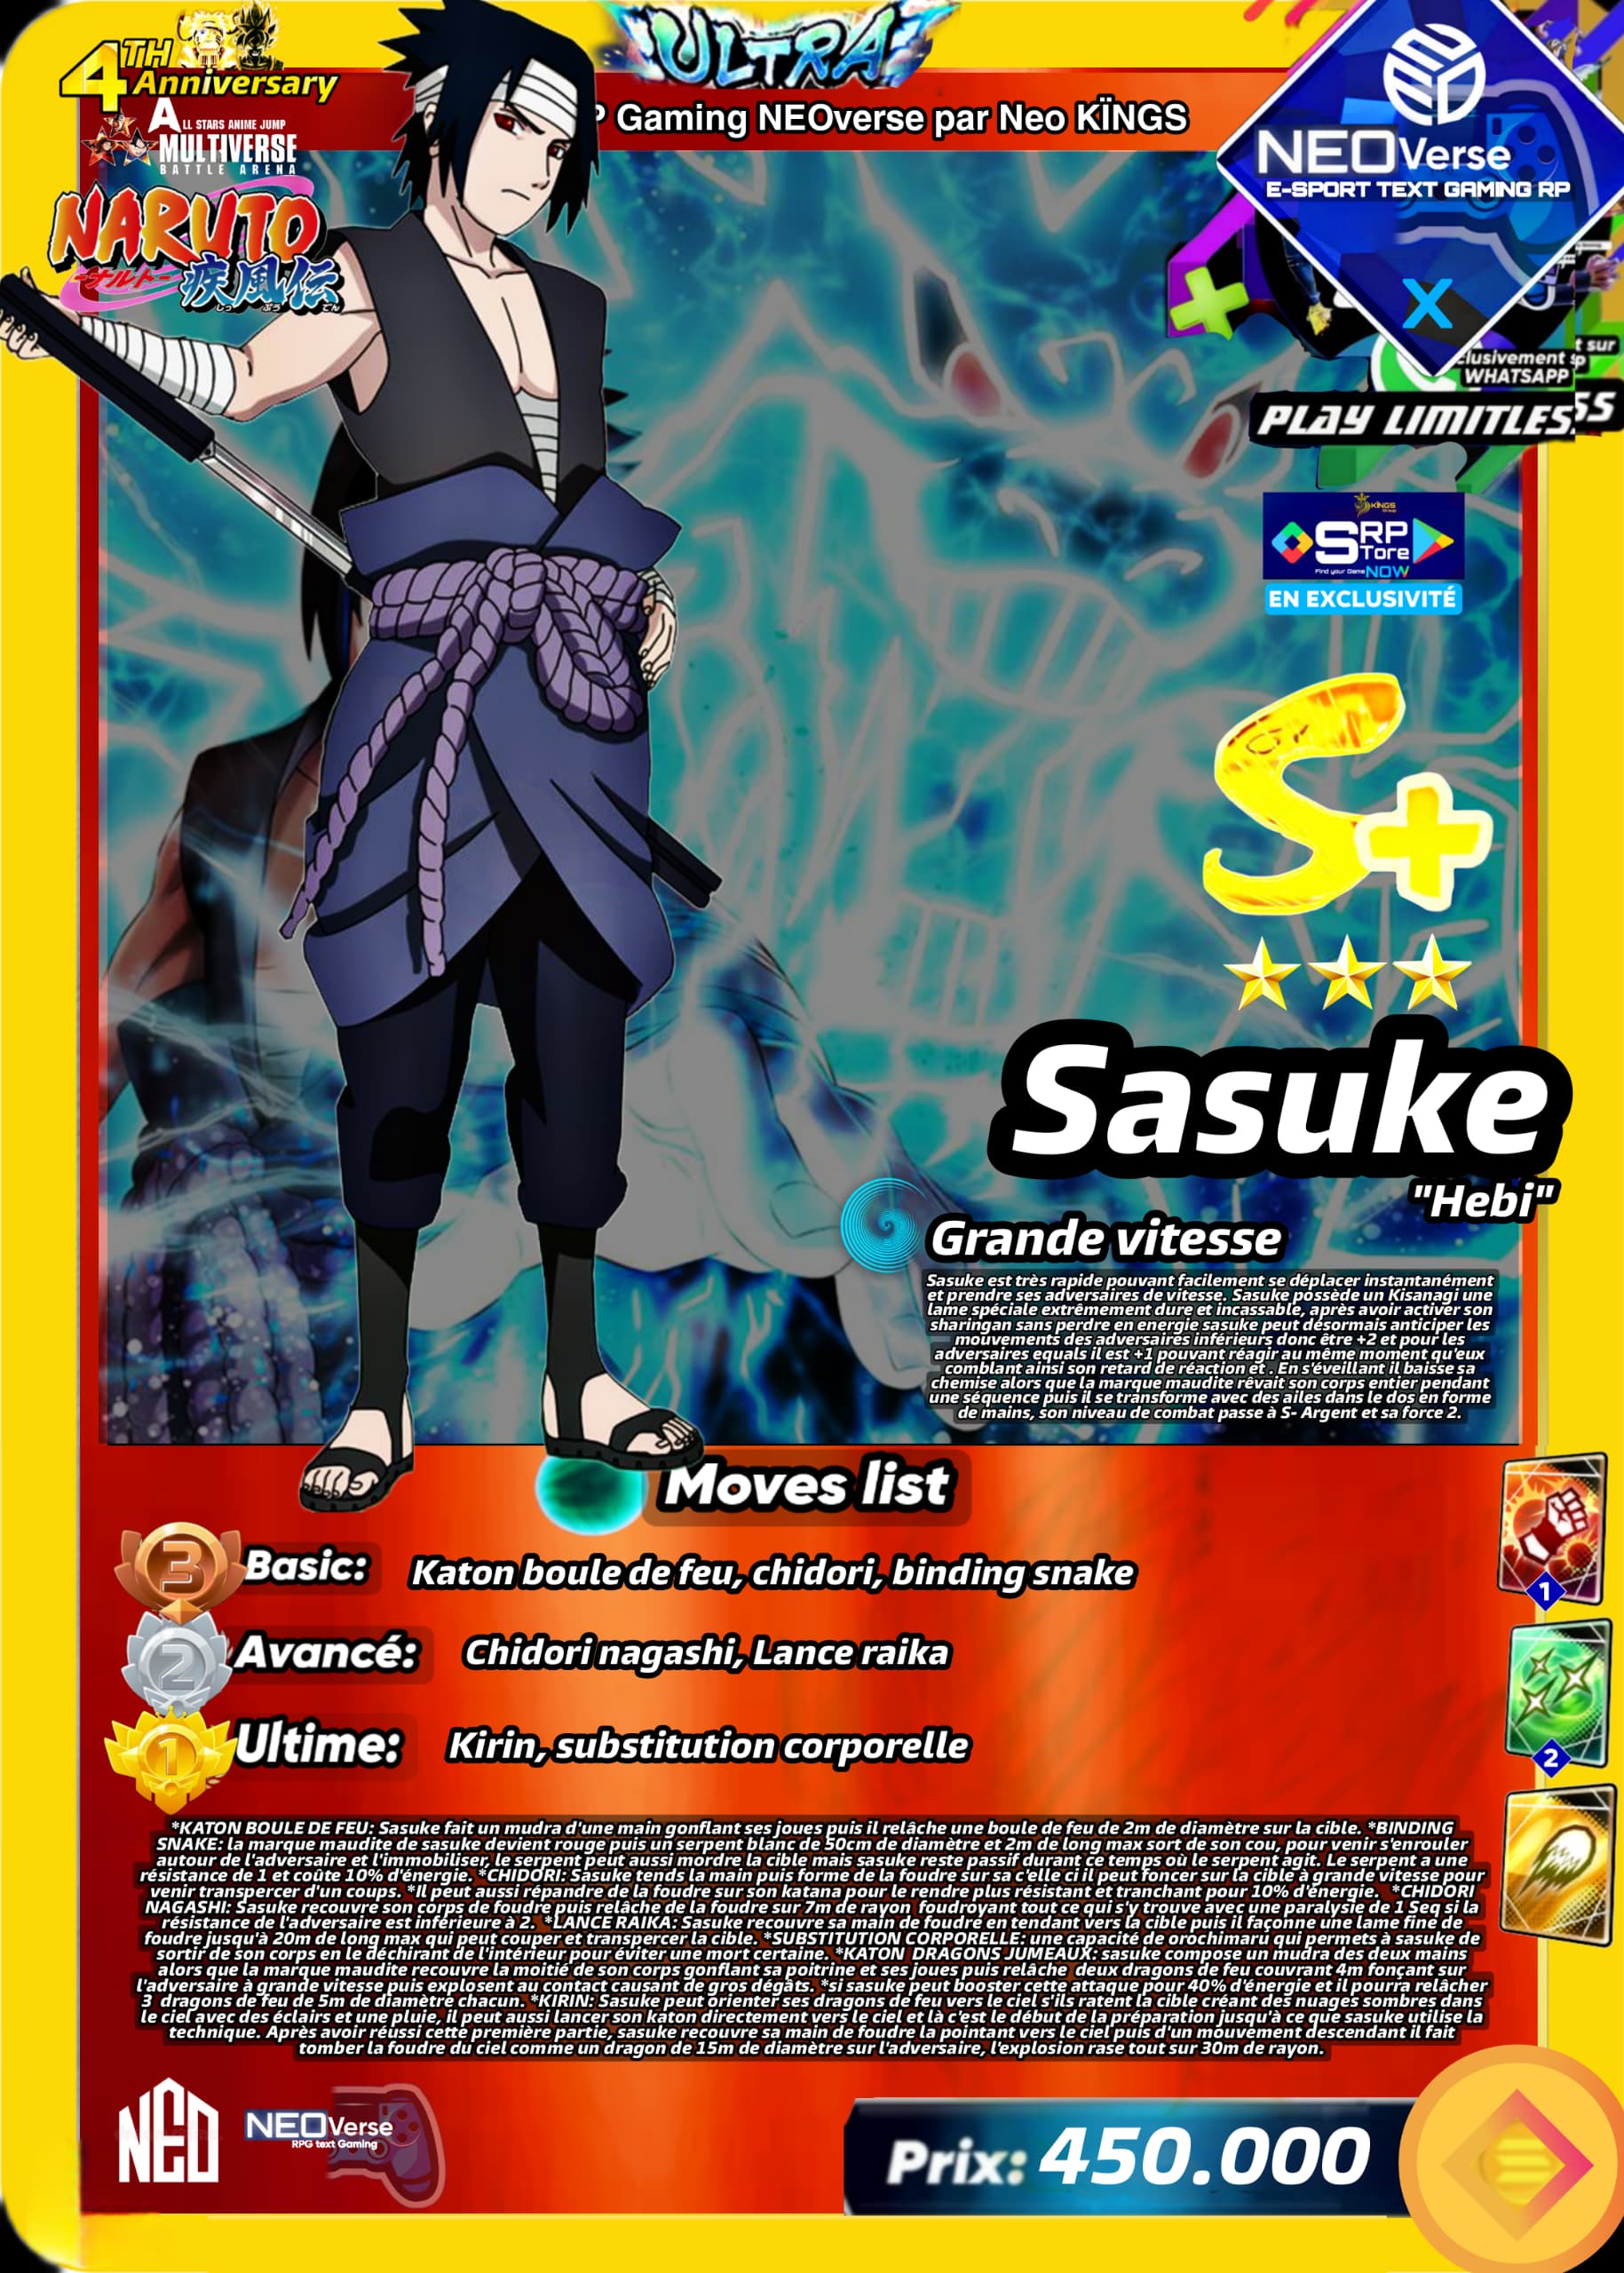 4TH
Anniversary
ULTRA
ALL STARS ANIME JUMP
MULTIVERSE
BATTLE ARENA
NARUTO
ナルト
疾風伝
しっ ぷう でん
P Gaming NEOverse par Neo KÏNGS
NEOVerse
E-SPORT TEXT GAMING RP
X
lusivement
t sur
WHATSAPP
PLAY LIMITLES
SS
KiNGS
SRP
Tore
Find your Game NOW
EN EXCLUSIVITÉ
S+
Sasuke
"Hebi"
Grande vitesse
Sasuke est très rapide pouvant facilement se déplacer instantanément
et prendre ses adversaires de vitesse. Sasuke possède un Kisanagi une
lame spéciale extrêmement dure et incassable, après avoir activer son
sharingan sans perdre en energie sasuke peut désormais anticiper les
mouvements des adversaires inférieurs donc être +2 et pour les
adversaires equals il est +1 pouvant réagir au même moment qu'eux
comblant ainsi son retard de réaction et . En s'éveillant il baisse sa
chemise alors que la marque maudite rêvait son corps entier pendant
une séquence puis il se transforme avec des ailes dans le dos en forme
de mains, son niveau de combat passe à S- Argent et sa force 2.
Moves list
3 Basic: Katon boule de feu, chidori, binding snake
1
2 Avancé: Chidori nagashi, Lance raika
2
1 Ultime: Kirin, substitution corporelle
*KATON BOULE DE FEU: Sasuke fait un mudra d'une main gonflant ses joues puis il relâche une boule de feu de 2m de diamètre sur la cible. *BINDING
SNAKE: la marque maudite de sasuke devient rouge puis un serpent blanc de 50cm de diamètre et 2m de long max sort de son cou, pour venir s'enrouler
autour de l'adversaire et l'immobiliser, le serpent peut aussi mordre la cible mais sasuke reste passif durant ce temps où le serpent agit. Le serpent a une
résistance de 1 et coûte 10% d'énergie. *CHIDORI: Sasuke tends la main puis forme de la foudre sur sa c'elle ci il peut foncer sur la cible à grande vitesse pour
venir transpercer d'un coups. *Il peut aussi répandre de la foudre sur son katana pour le rendre plus résistant et tranchant pour 10% d'énergie. *CHIDORI
NAGASHI: Sasuke recouvre son corps de foudre puis relâche de la foudre sur 7m de rayon foudroyant tout ce qui s'y trouve avec une paralysie de 1 Seq si la
résistance de l'adversaire est inférieure à 2. *LANCE RAIKA: Sasuke recouvre sa main de foudre en tendant vers la cible puis il façonne une lame fine de
foudre jusqu'à 20m de long max qui peut couper et transpercer la cible. *SUBSTITUTION CORPORELLE: une capacité de orochimaru qui permets à sasuke de
sortir de son corps en le déchirant de l'intérieur pour éviter une mort certaine. *KATON DRAGONS JUMEAUX: sasuke compose un mudra des deux mains
alors que la marque maudite recouvre la moitié de son corps gonflant sa poitrine et ses joues puis relâche deux dragons de feu couvrant 4m fonçant sur
l'adversaire à grande vitesse puis explosent au contact causant de gros dégâts. *si sasuke peut booster cette attaque pour 40% d'énergie et il pourra relâcher
3 dragons de feu de 5m de diamètre chacun. *KIRIN: Sasuke peut orienter ses dragons de feu vers le ciel s'ils ratent la cible créant des nuages sombres dans
le ciel avec des éclairs et une pluie, il peut aussi lancer son katon directement vers le ciel et là c'est le début de la préparation jusqu'à ce que sasuke utilise la
technique. Après avoir réussi cette première partie, sasuke recouvre sa main de foudre la pointant vers le ciel puis d'un mouvement descendant il fait
tomber la foudre du ciel comme un dragon de 15m de diamètre sur l'adversaire, l'explosion rase tout sur 30m de rayon.
NEO
NEOVerse
RPG text Gaming
Prix: 450.000